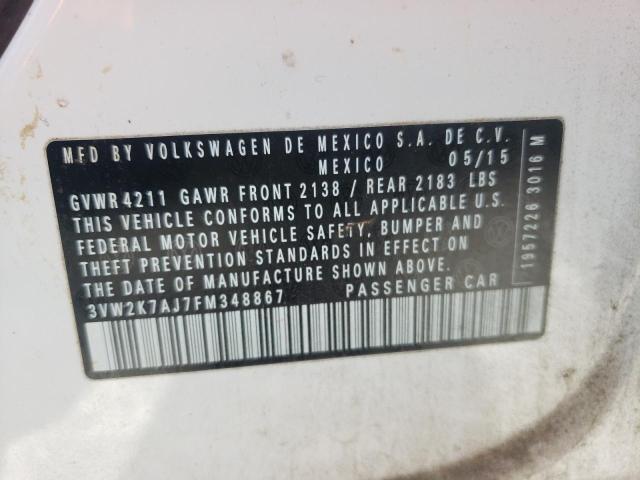 MFD BY VOLKSWAGEN DE MEXICO S.A. DE C.V.
MEXICO 05/15
GVWR 4211 GAWR FRONT 2138 / REAR 2183 LBS
THIS VEHICLE CONFORMS TO ALL APPLICABLE U.S.
FEDERAL MOTOR VEHICLE SAFETY, BUMPER AND
THEFT PREVENTION STANDARDS IN EFFECT ON
THE DATE OF MANUFACTURE SHOWN ABOVE.
3VW2K7AJ7FM348867 PASSENGER CAR
1957226 3016 M